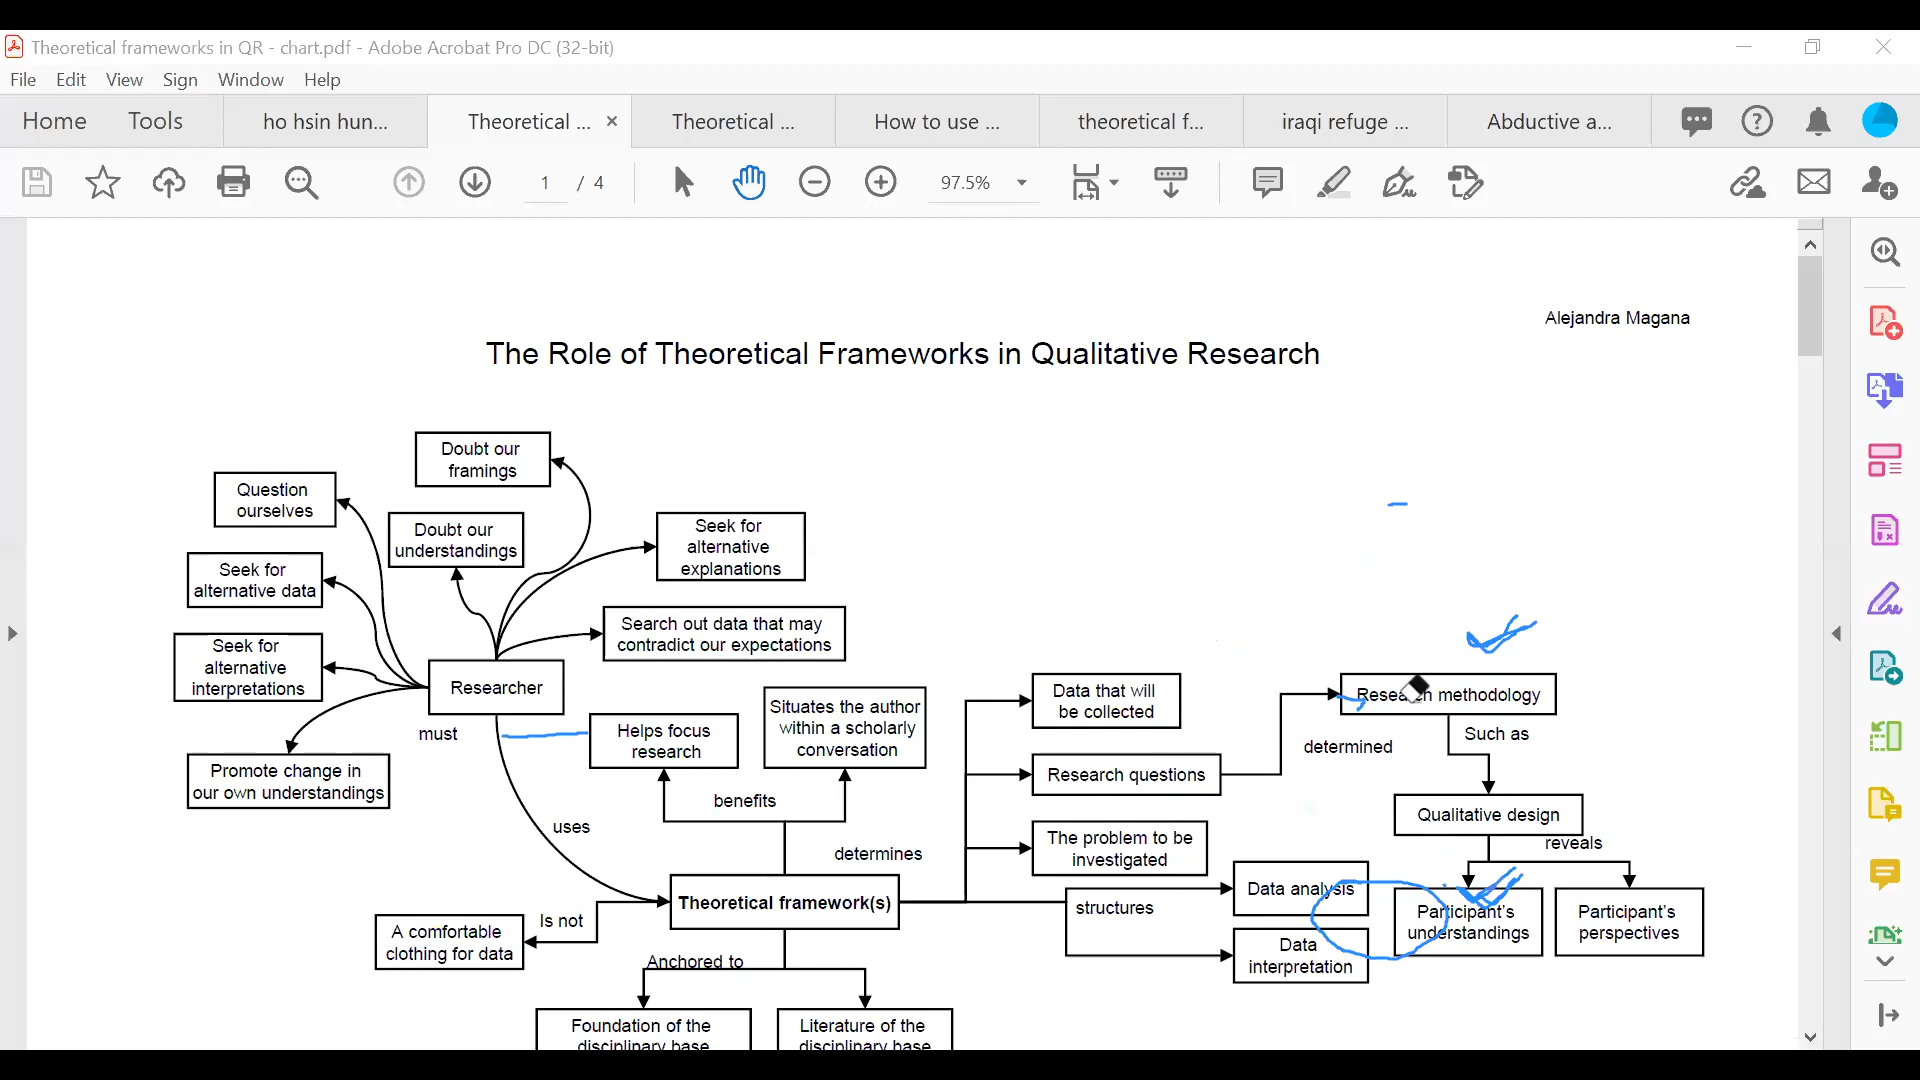 Theoretical frameworks in QR - chart.pdf - Adobe Acrobat Pro DC (32-bit)
File Edit View Sign Window Help
Home Tools ho hsin hun... Theoretical ... × Theoretical ... How to use ... theoretical f... iraqi refuge ... Abductive a...
1 / 4 97.5%
Alejandra Magana
The Role of Theoretical Frameworks in Qualitative Research
Doubt our
framings
Question
ourselves
Doubt our
understandings
Seek for
alternative
explanations
Seek for
alternative data
Search out data that may
contradict our expectations
Seek for
alternative
interpretations
Researcher
must
Promote change in
our own understandings
uses
Helps focus
research
Situates the author
within a scholarly
conversation
benefits
determines
Data that will
be collected
Research questions
The problem to be
investigated
determined
Research methodology
Such as
Qualitative design
reveals
Participant's
understandings
Participant's
perspectives
Theoretical framework(s)
structures
Data analysis
Data
interpretation
Is not
A comfortable
clothing for data
Anchored to
Foundation of the
disciplinary base
Literature of the
disciplinary base